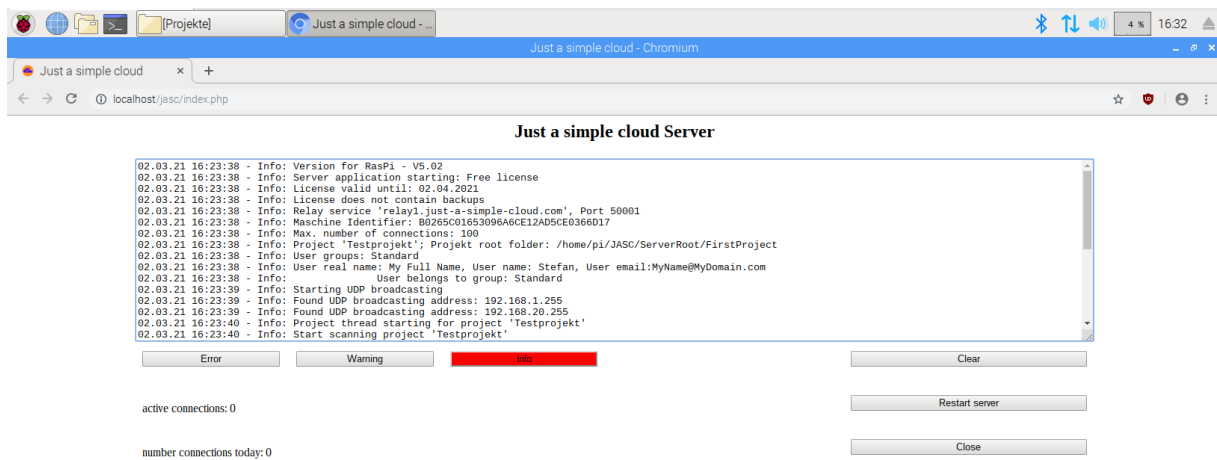 [Projekte]
Just a simple cloud - ...
4 %
16:32
Just a simple cloud - Chromium
Just a simple cloud
localhost/jasc/index.php
Just a simple cloud Server
02.03.21 16:23:38 - Info: Version for RasPi - V5.02
02.03.21 16:23:38 - Info: Server application starting: Free license
02.03.21 16:23:38 - Info: License valid until: 02.04.2021
02.03.21 16:23:38 - Info: License does not contain backups
02.03.21 16:23:38 - Info: Relay service 'relay1.just-a-simple-cloud.com', Port 50001
02.03.21 16:23:38 - Info: Maschine Identifier: B0265C01653096A6CE12AD5CE0366D17
02.03.21 16:23:38 - Info: Max. number of connections: 100
02.03.21 16:23:38 - Info: Project 'Testprojekt'; Projekt root folder: /home/pi/JASC/ServerRoot/FirstProject
02.03.21 16:23:38 - Info: User groups: Standard
02.03.21 16:23:38 - Info: User real name: My Full Name, User name: Stefan, User email:MyName@MyDomain.com
02.03.21 16:23:38 - Info: User belongs to group: Standard
02.03.21 16:23:39 - Info: Starting UDP broadcasting
02.03.21 16:23:39 - Info: Found UDP broadcasting address: 192.168.1.255
02.03.21 16:23:39 - Info: Found UDP broadcasting address: 192.168.20.255
02.03.21 16:23:40 - Info: Project thread starting for project 'Testprojekt'
02.03.21 16:23:40 - Info: Start scanning project 'Testprojekt'
Error
Warning
Info
Clear
active connections: 0
Restart server
number connections today: 0
Close